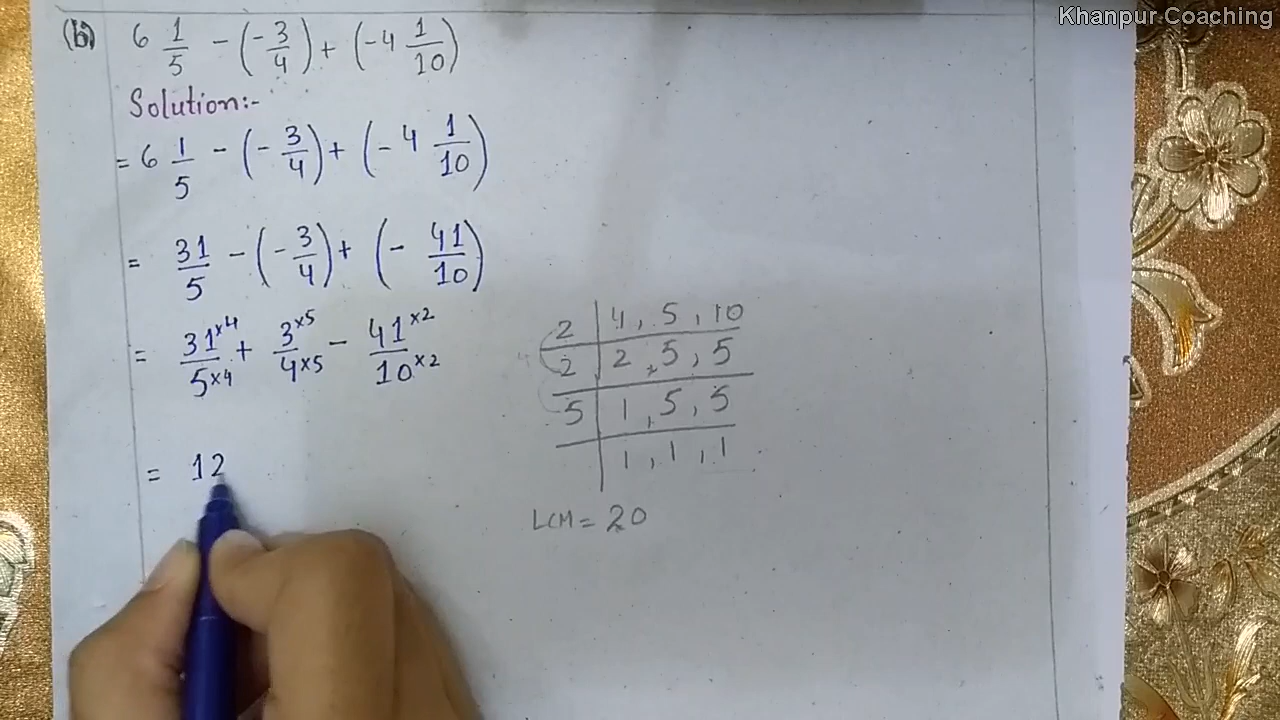 Khanpur Coaching
(b) 6 1/5 - (-3/4) + (-4 1/10)
Solution:-
= 6 1/5 - (-3/4) + (-4 1/10)
= 31/5 - (-3/4) + (-41/10)
= 31×4/5×4 + 3×5/4×5 - 41×2/10×2
= 12
2 | 4, 5, 10
2 | 2, 5, 5
5 | 1, 5, 5
| 1, 1, 1
LCM = 20